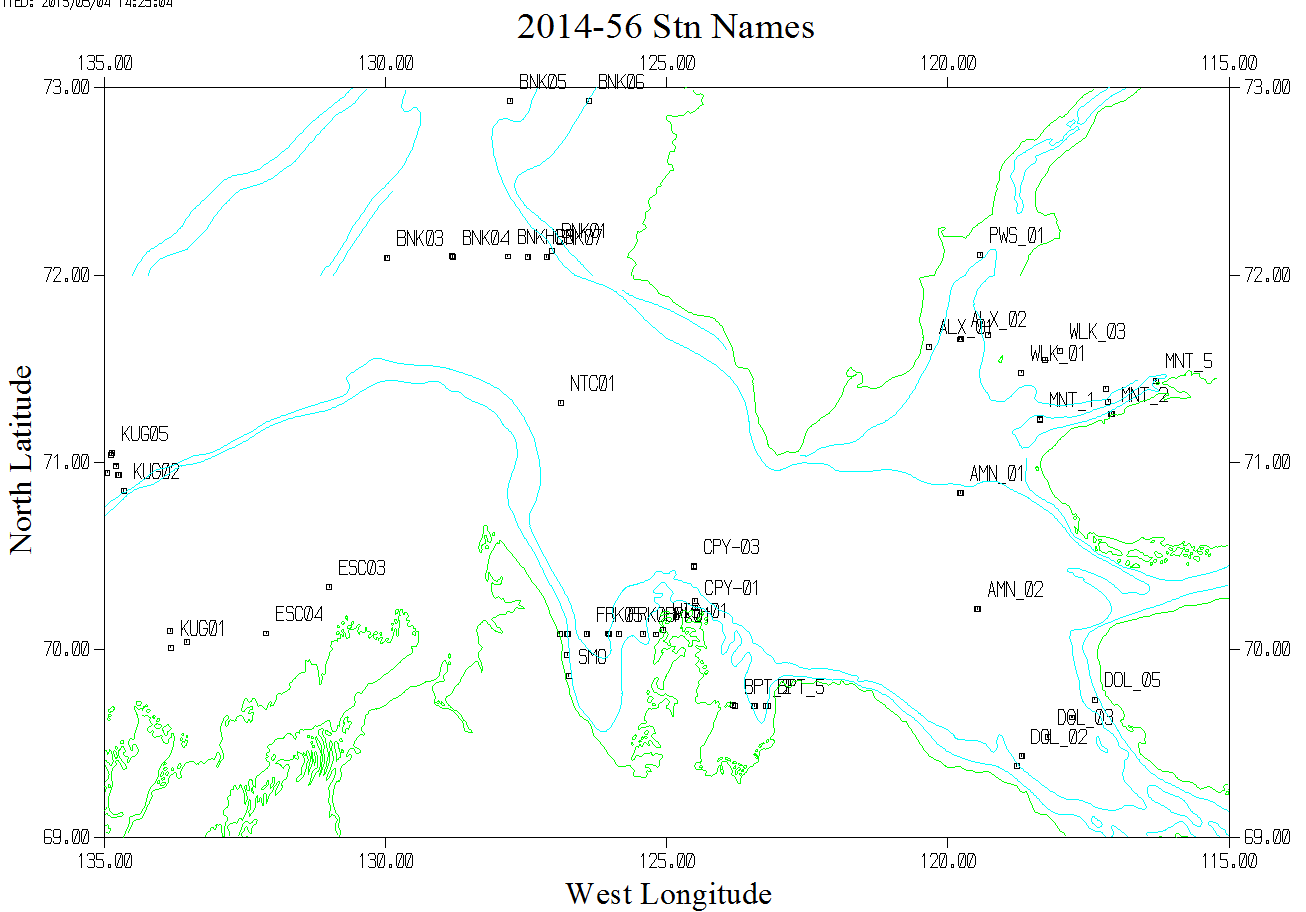 2014-56 Stn Names
135.00 130.00 125.00 120.00 115.00
73.00 73.00
BNK05 BNK06
PWS_01
BNK03 BNK04 BNK01
72.00 72.00
ALX_01 ALX_02 WLK_03
WLK_01 MNT_5
NTC01 MNT_1 MNT_2
KUG05
71.00 71.00
KUG02 AMN_01
CPY-03
ESC03 CPY-01 AMN_02
ESC04 FRK05
KUG01
70.00 70.00
SMO
BPT_5 DOL_05
DOL_03
DOL_02
69.00 69.00
135.00 130.00 125.00 120.00 115.00
West Longitude
North Latitude